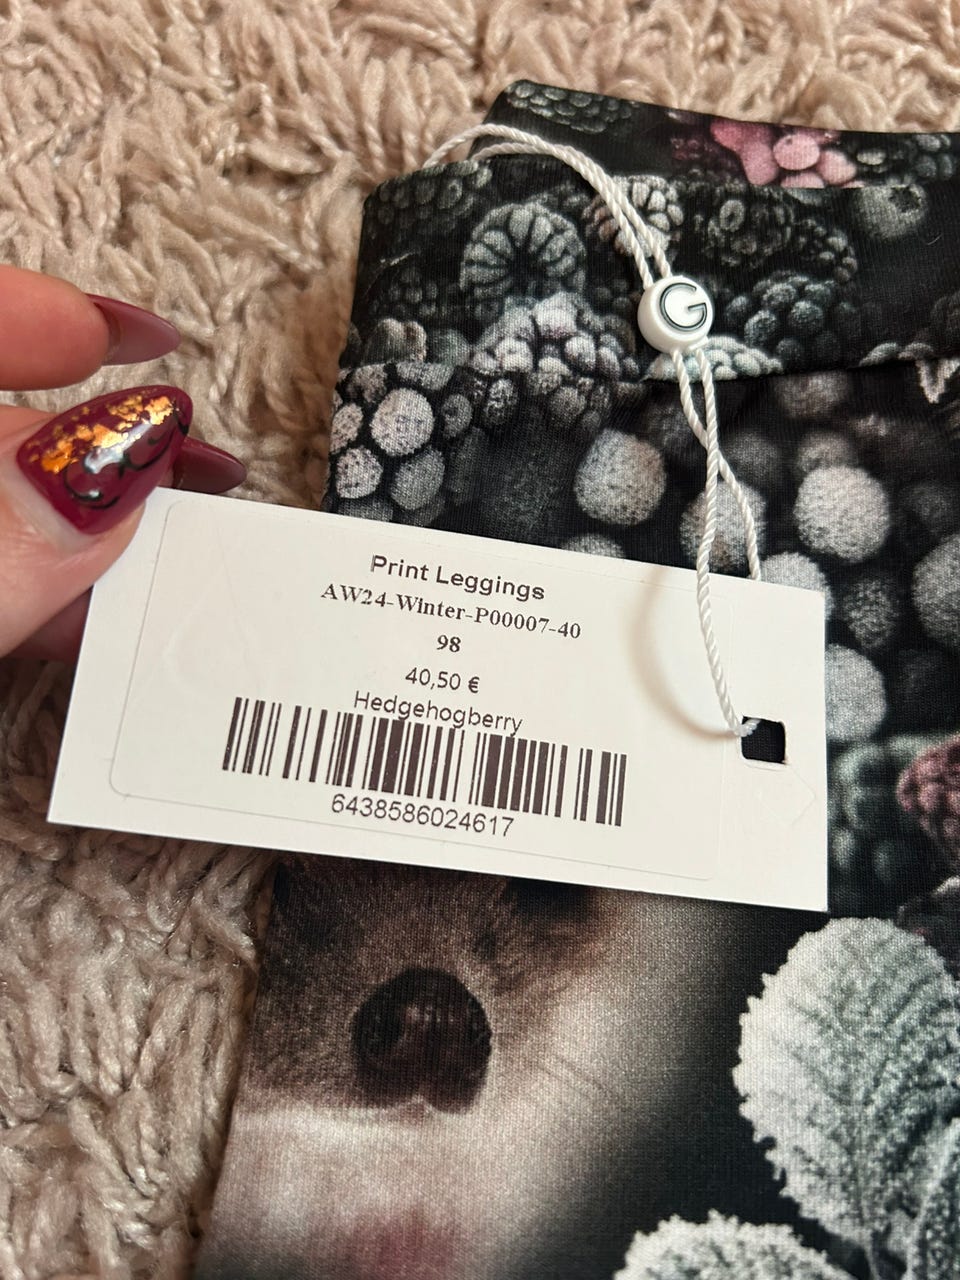 G
Print Leggings
AW24-Winter-P00007-40
98
40,50 €
Hedgehogberry
6438586024617